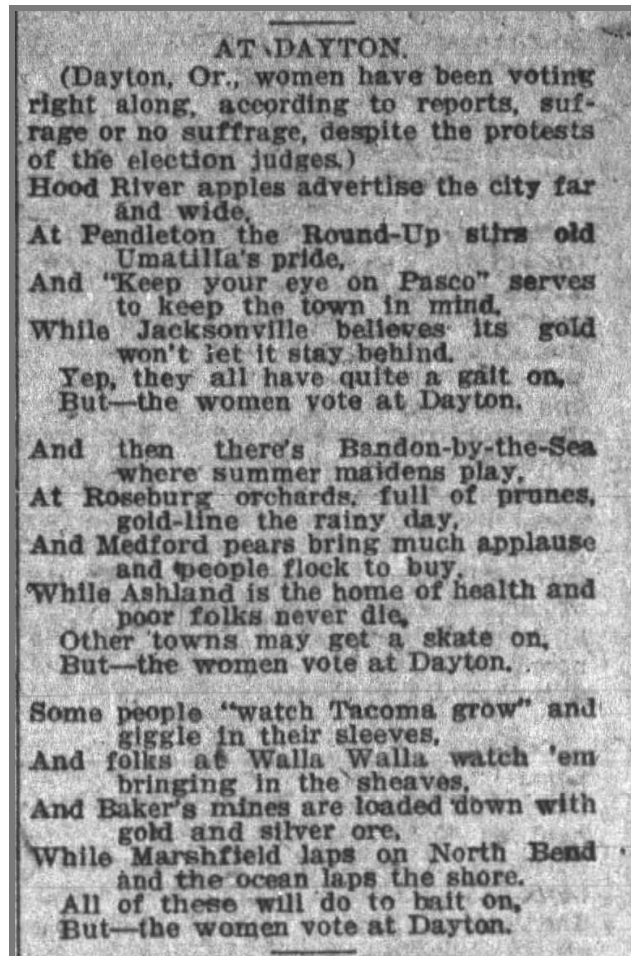 AT DAYTON.
(Dayton, Or., women have been voting
right along, according to reports, suf-
frage or no suffrage, despite the protests
of the election judges.)
Hood River apples advertise the city far
and wide,
At Pendleton the Round-Up stirs old
Umatilla's pride,
And "Keep your eye on Pasco" serves
to keep the town in mind,
While Jacksonville believes its gold
won't let it stay behind.
Yep, they all have quite a gait on,
But—the women vote at Dayton.
And then there's Bandon-by-the-Sea
where summer maidens play,
At Roseburg orchards, full of prunes,
gold-line the rainy day,
And Medford pears bring much applause
and people flock to buy,
While Ashland is the home of health and
poor folks never die,
Other towns may get a skate on,
But—the women vote at Dayton.
Some people "watch Tacoma grow" and
giggle in their sleeves,
And folks at Walla Walla watch 'em
bringing in the sheaves,
And Baker's mines are loaded down with
gold and silver ore,
While Marshfield laps on North Bend
and the ocean laps the shore.
All of these will do to bait on,
But—the women vote at Dayton.